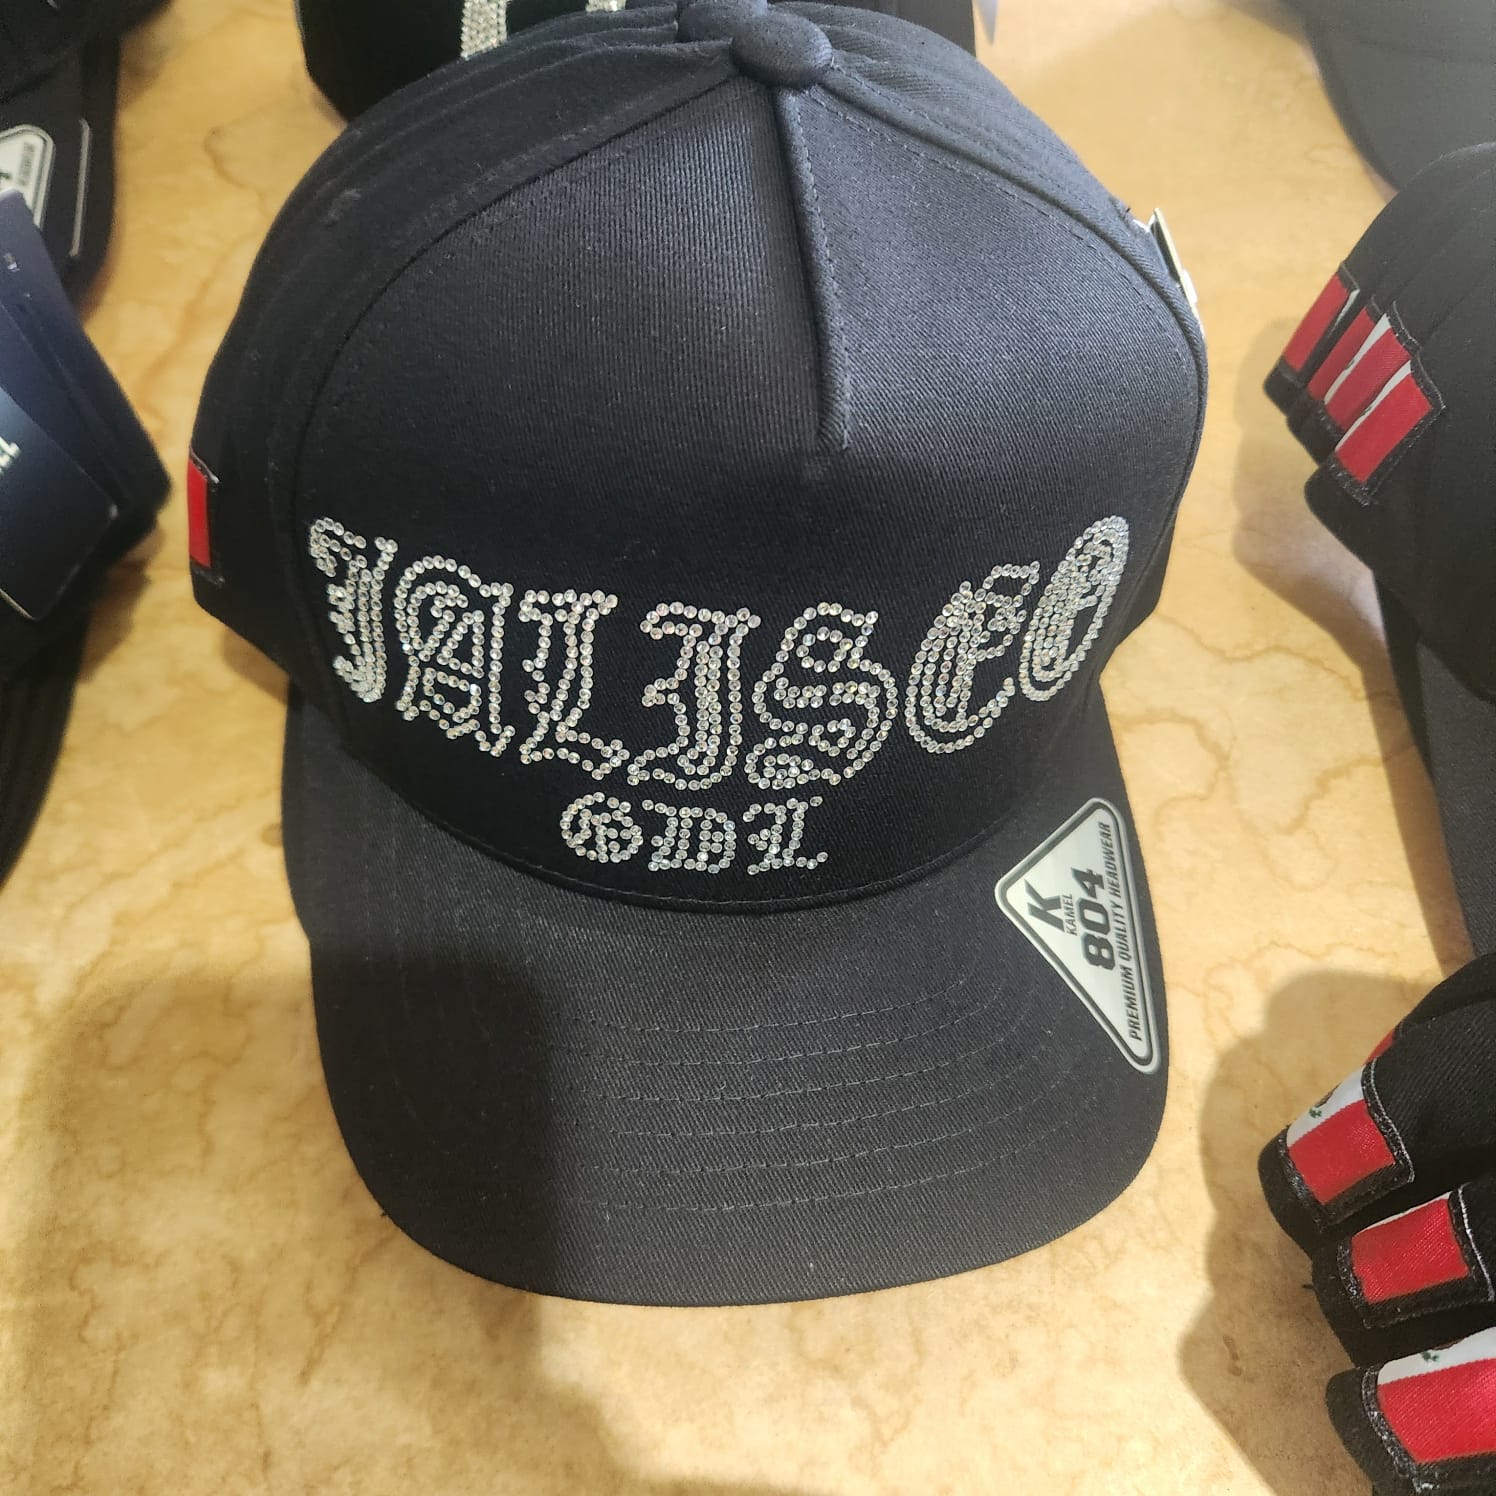 JALISCO
GDL
K
KAMEL
804
PREMIUM QUALITY HEADWEAR